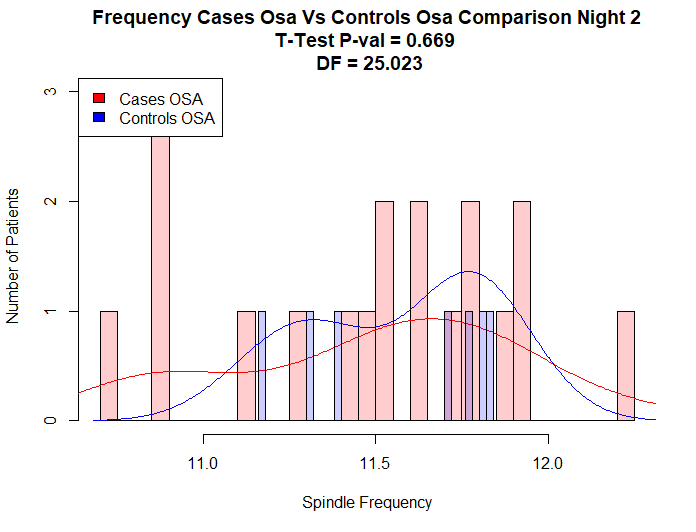 Frequency Cases Osa Vs Controls Osa Comparison Night 2
T-Test P-val = 0.669
DF = 25.023
Cases OSA
Controls OSA
Number of Patients
3
2
1
0
11.0 11.5 12.0
Spindle Frequency